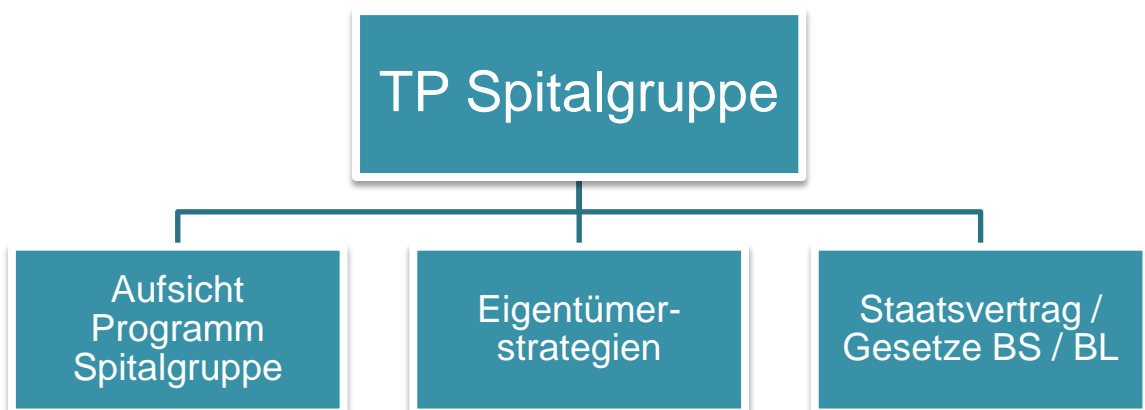 TP Spitalgruppe
Aufsicht
Programm
Spitalgruppe
Eigentümer-
strategien
Staatsvertrag /
Gesetze BS / BL